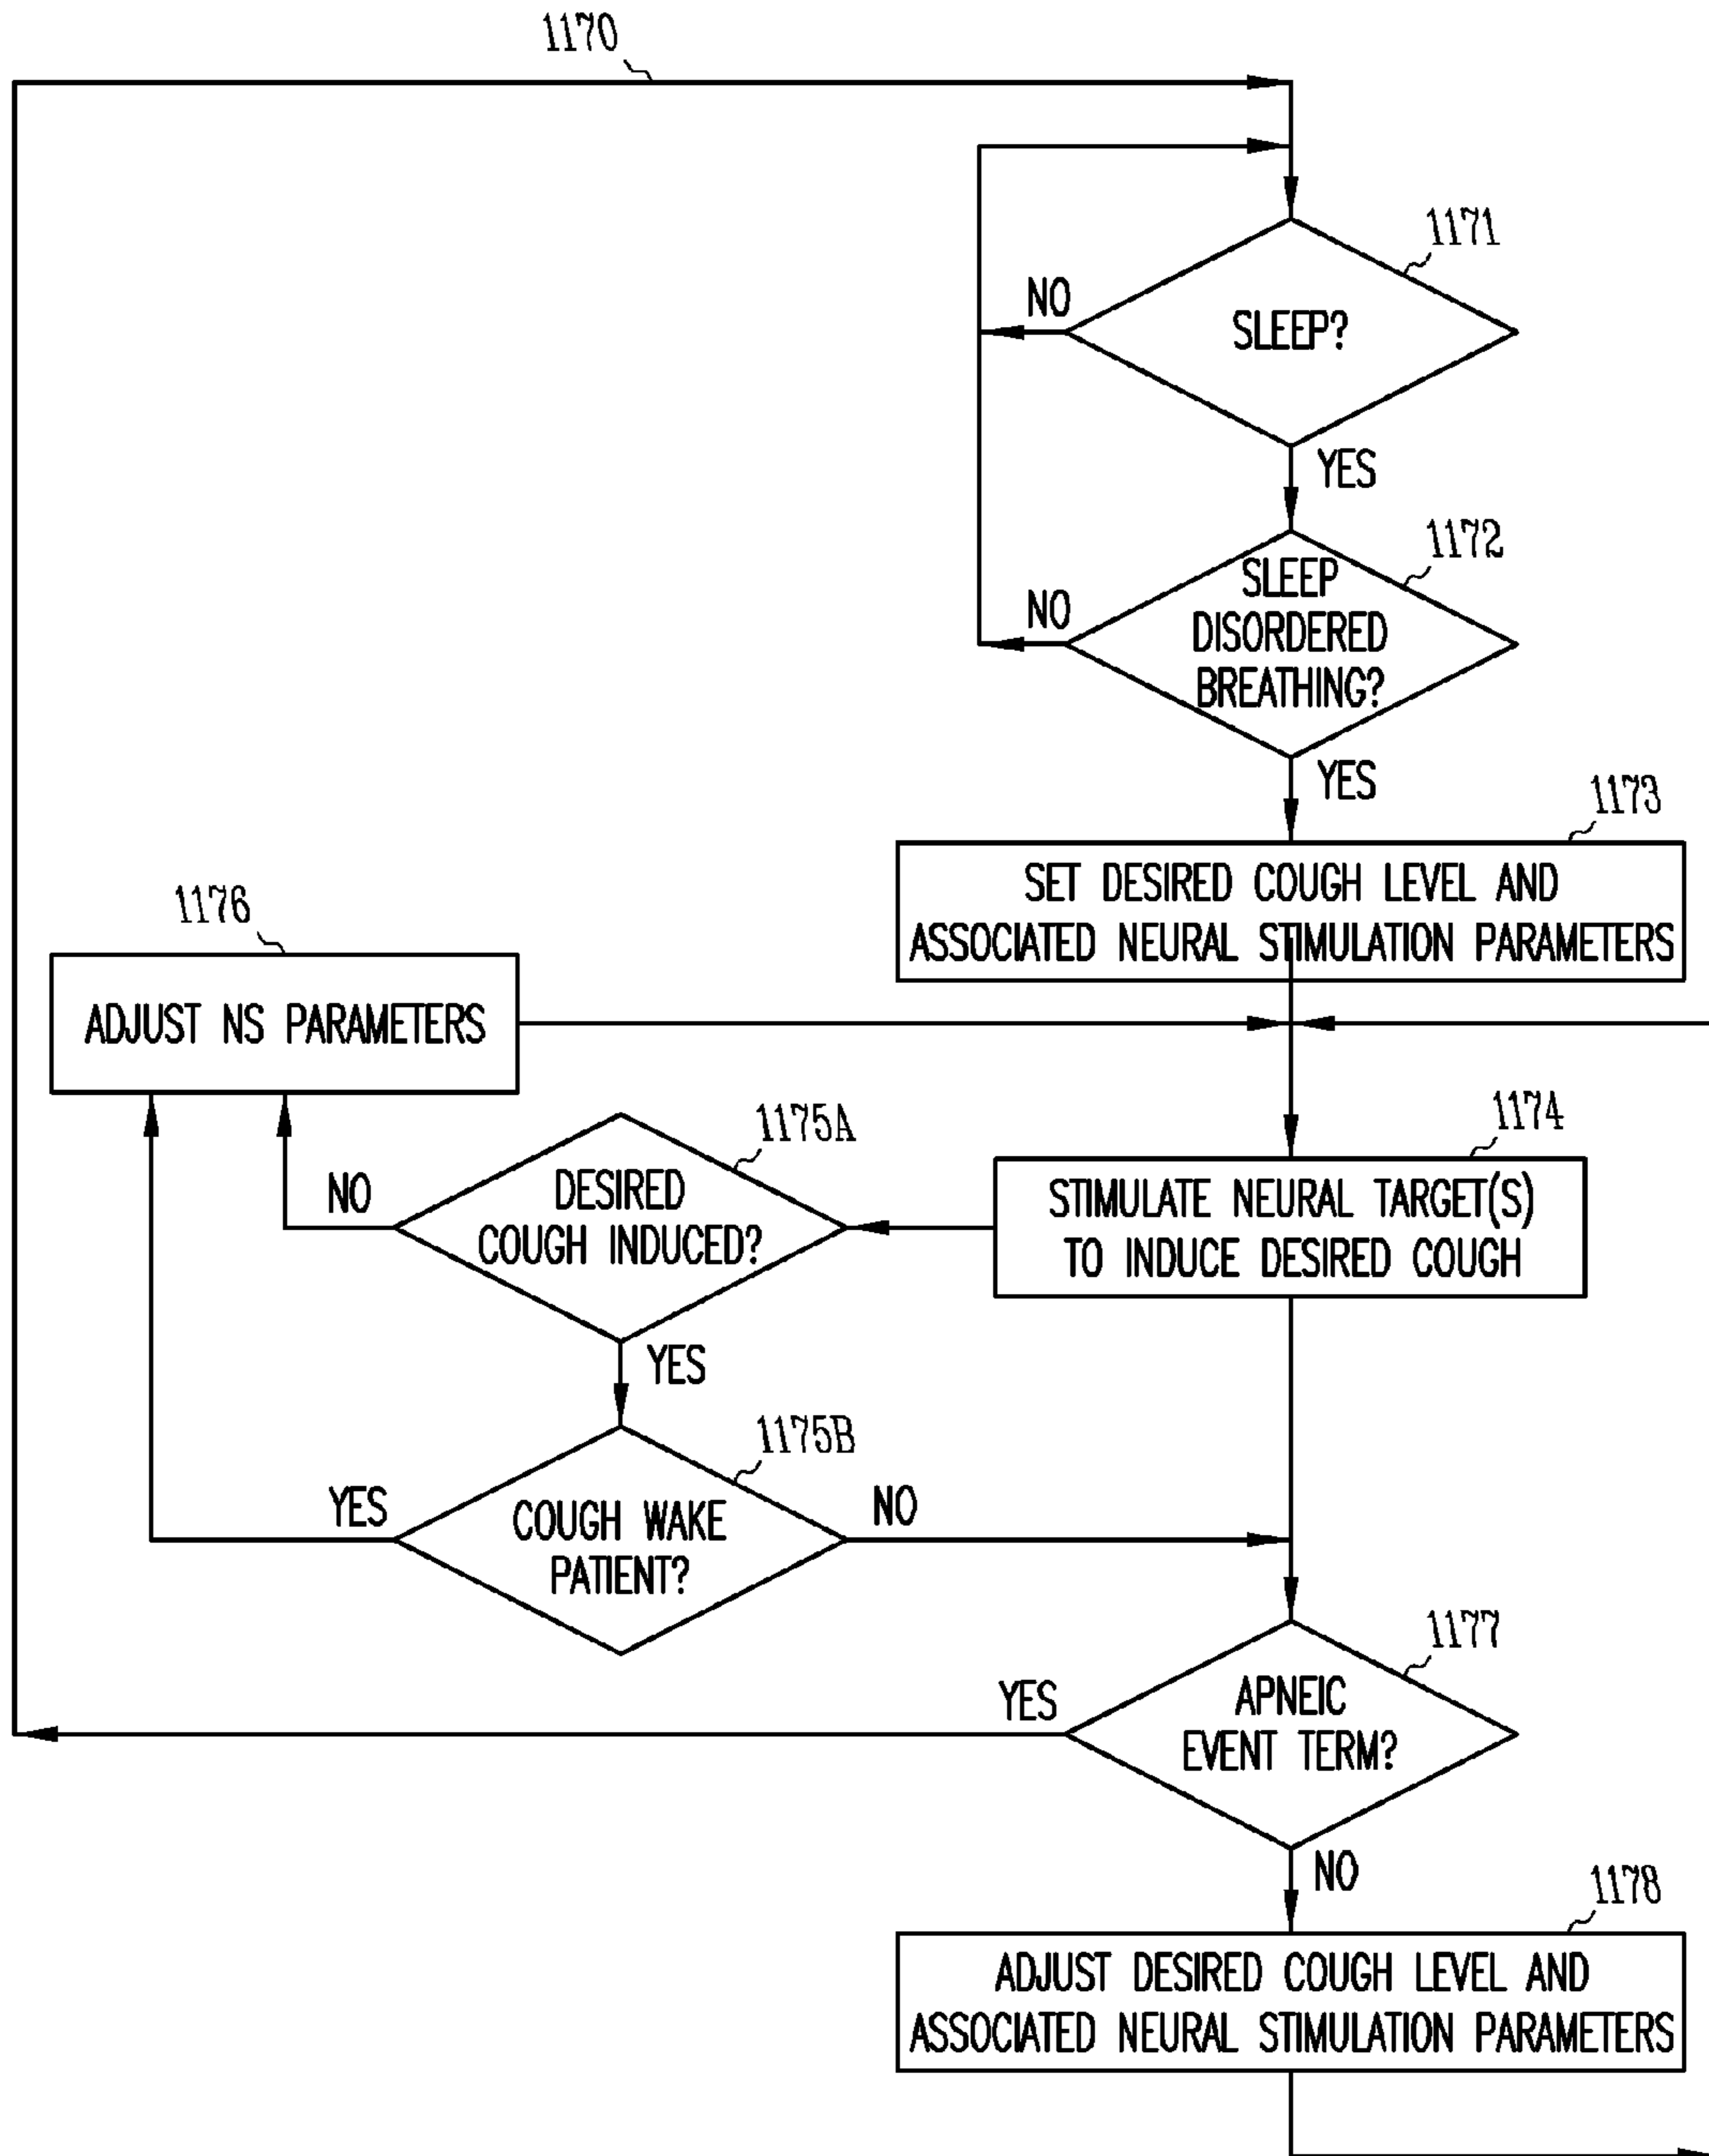 1170
1171
NO
SLEEP?
YES
1172
SLEEP
NO
DISORDERED
BREATHING?
YES
1173
SET DESIRED COUGH LEVEL AND
ASSOCIATED NEURAL STIMULATION PARAMETERS
1176
ADJUST NS PARAMETERS
1175A
DESIRED
COUGH INDUCED?
NO
YES
1174
STIMULATE NEURAL TARGET(S)
TO INDUCE DESIRED COUGH
1175B
YES
COUGH WAKE
PATIENT?
NO
1177
YES
APNEIC
EVENT TERM?
NO
1178
ADJUST DESIRED COUGH LEVEL AND
ASSOCIATED NEURAL STIMULATION PARAMETERS